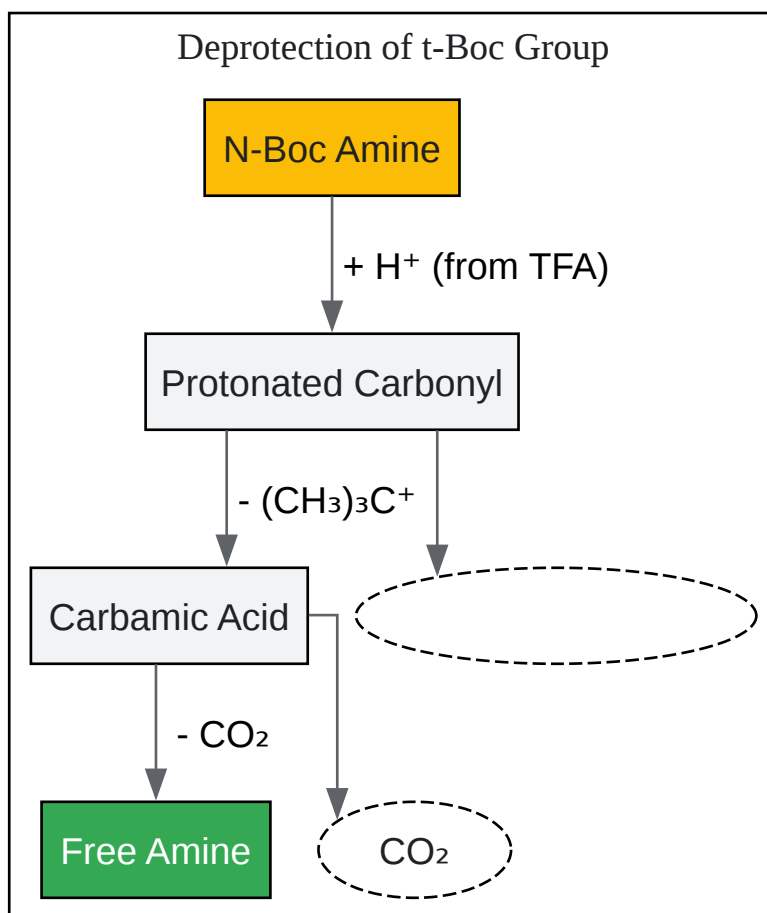 Deprotection of t-Boc Group
N-Boc Amine
+ H⁺ (from TFA)
Protonated Carbonyl
- (CH₃)₃C⁺
Carbamic Acid
- CO₂
Free Amine
CO₂